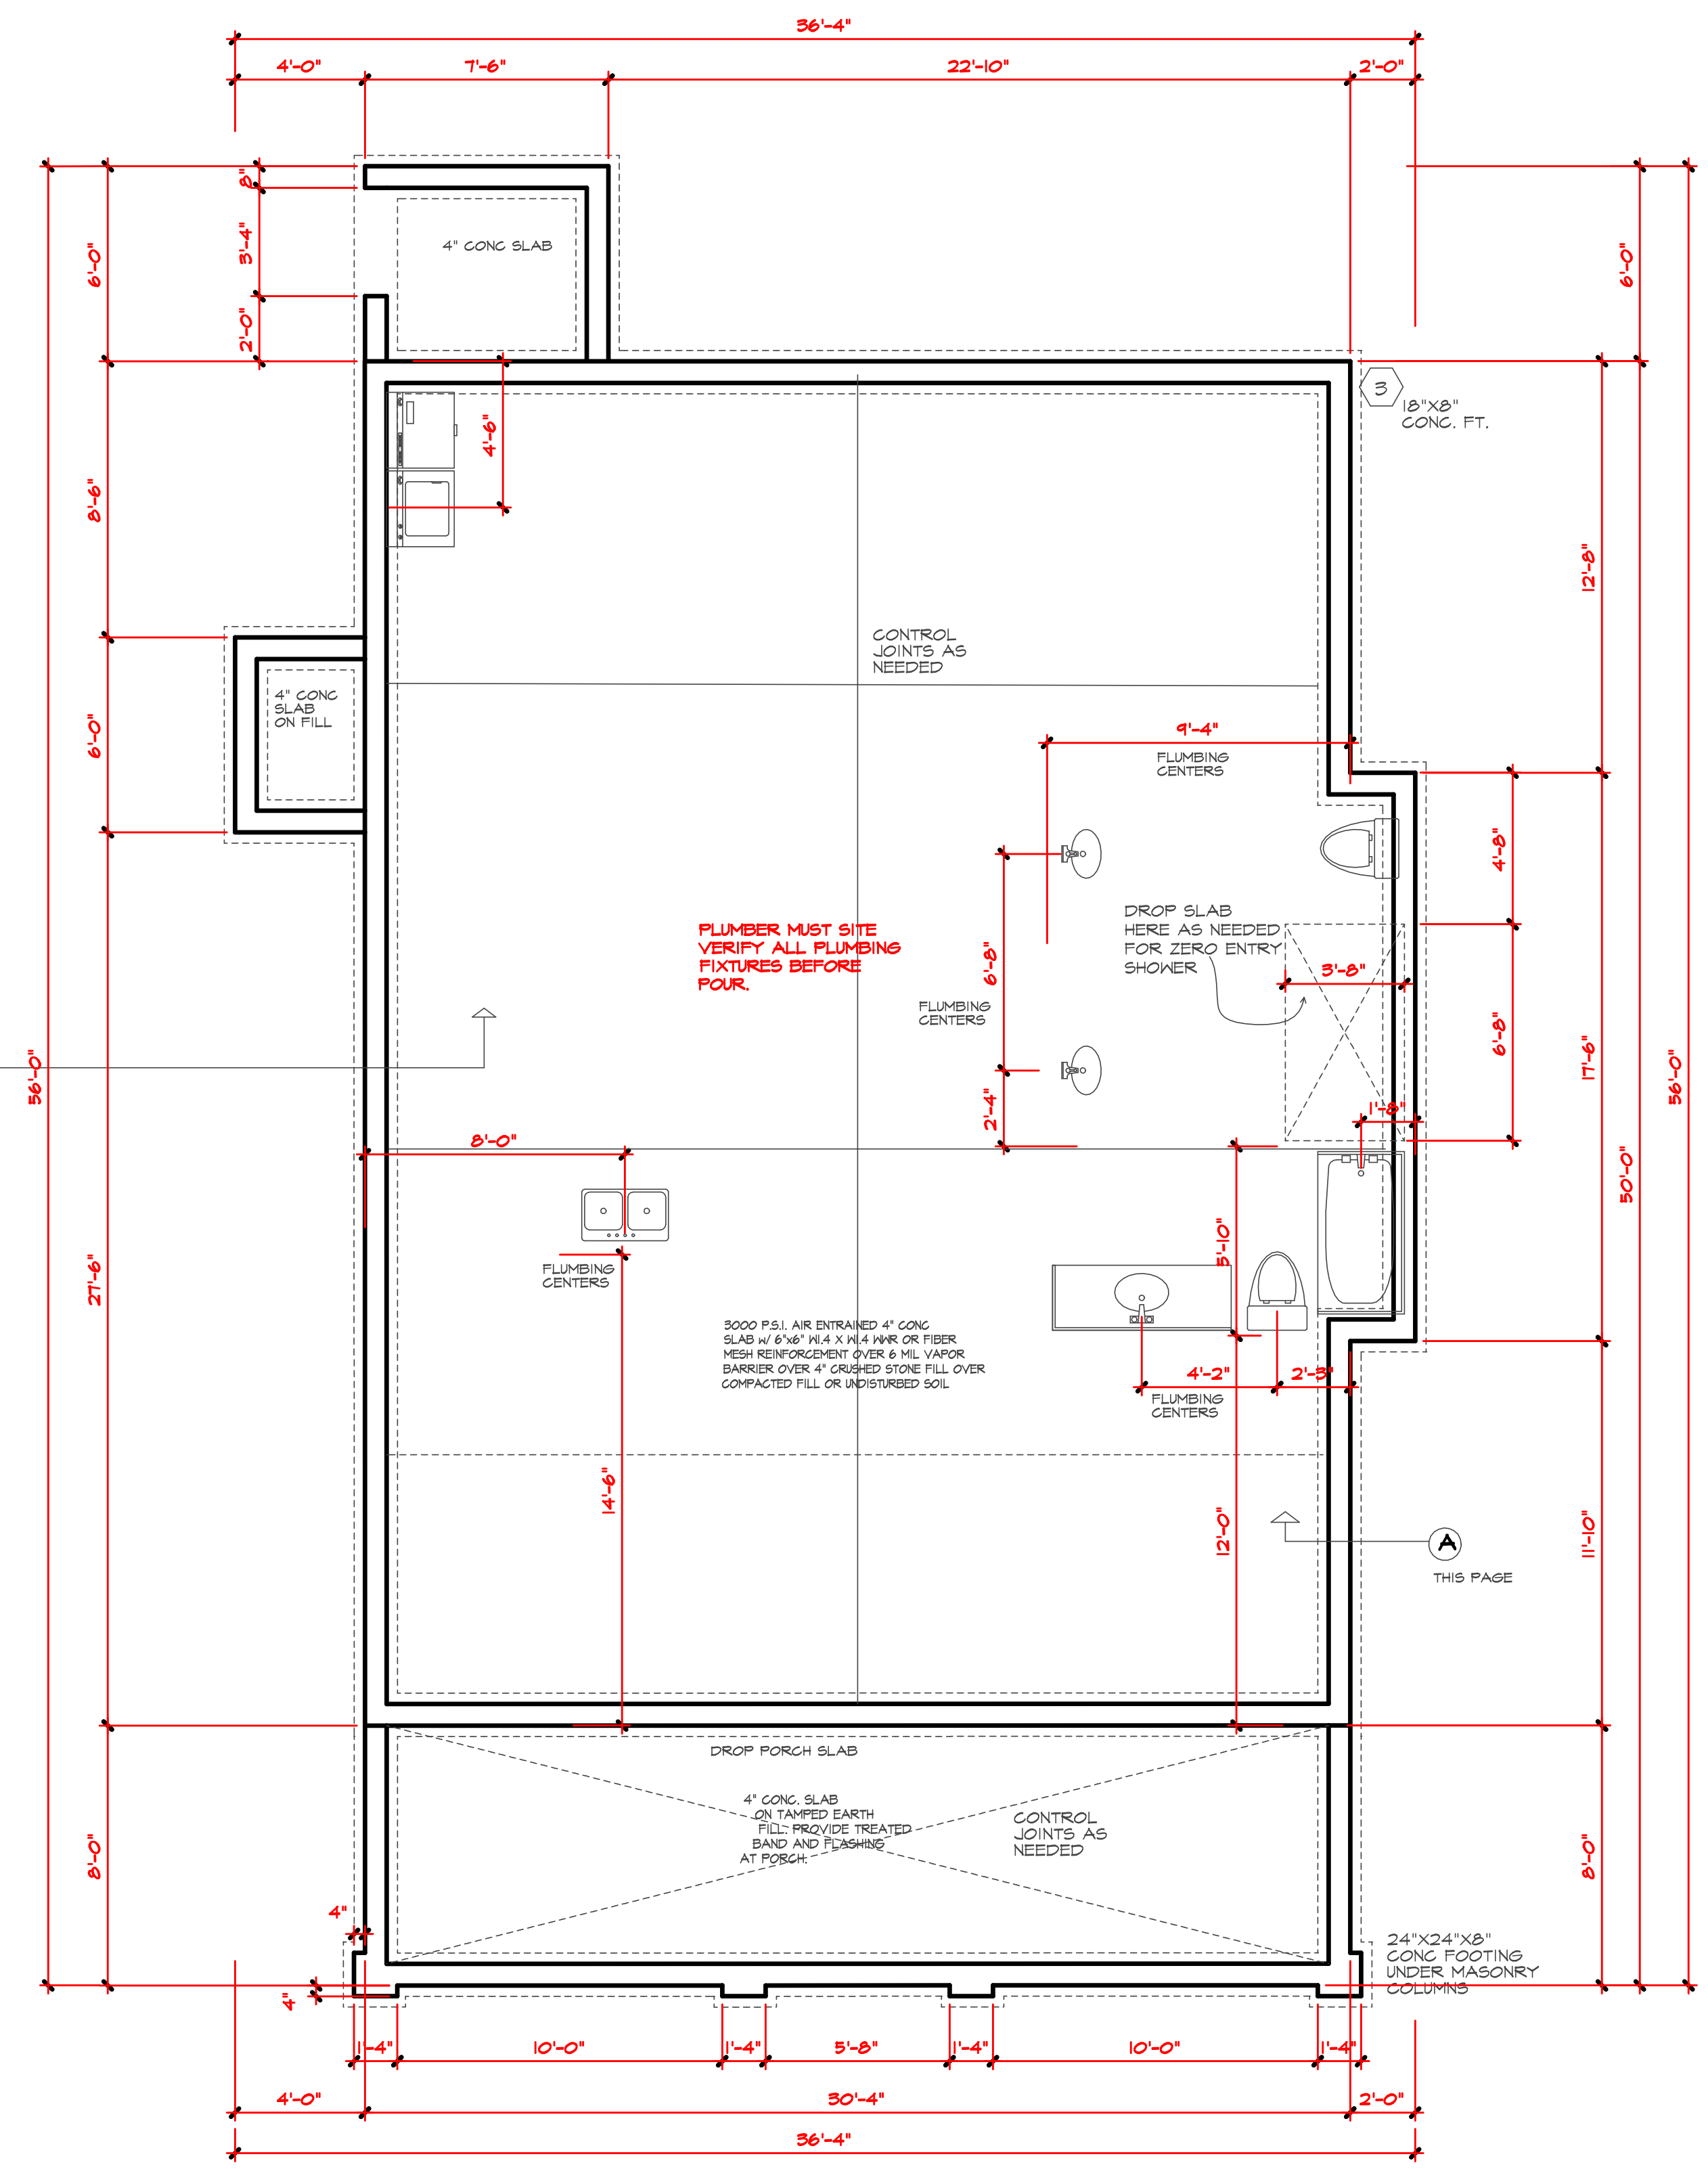 36'-4"
4'-0"
7'-6"
22'-10"
2'-0"
8"
3'-4"
2'-0"
6'-0"
6'-0"
4" CONC SLAB
3
18"X8"
CONC. FT.
4'-6"
8'-6"
12'-8"
CONTROL
JOINTS AS
NEEDED
4" CONC
SLAB
ON FILL
6'-0"
9'-4"
FLUMBING
CENTERS
4'-8"
PLUMBER MUST SITE
VERIFY ALL PLUMBING
FIXTURES BEFORE
POUR.
DROP SLAB
HERE AS NEEDED
FOR ZERO ENTRY
SHOWER
3'-8"
6'-8"
FLUMBING
CENTERS
6'-8"
17'-6"
56'-0"
56'-0"
50'-0"
2'-4"
1'-8"
8'-0"
5'-10"
FLUMBING
CENTERS
27'-6"
3000 P.S.I. AIR ENTRAINED 4" CONC
SLAB W/ 6"x6" W1.4 X W1.4 WWR OR FIBER
MESH REINFORCEMENT OVER 6 MIL VAPOR
BARRIER OVER 4" CRUSHED STONE FILL OVER
COMPACTED FILL OR UNDISTURBED SOIL
4'-2"
2'-3"
FLUMBING
CENTERS
14'-6"
12'-0"
11'-10"
A
THIS PAGE
DROP PORCH SLAB
4" CONC. SLAB
ON TAMPED EARTH
FILL. PROVIDE TREATED
BAND AND FLASHING
AT PORCH.
CONTROL
JOINTS AS
NEEDED
8'-0"
8'-0"
4"
4"
24"X24"X8"
CONC FOOTING
UNDER MASONRY
COLUMNS
1'-4"
10'-0"
1'-4"
5'-8"
1'-4"
10'-0"
1'-4"
4'-0"
30'-4"
2'-0"
36'-4"